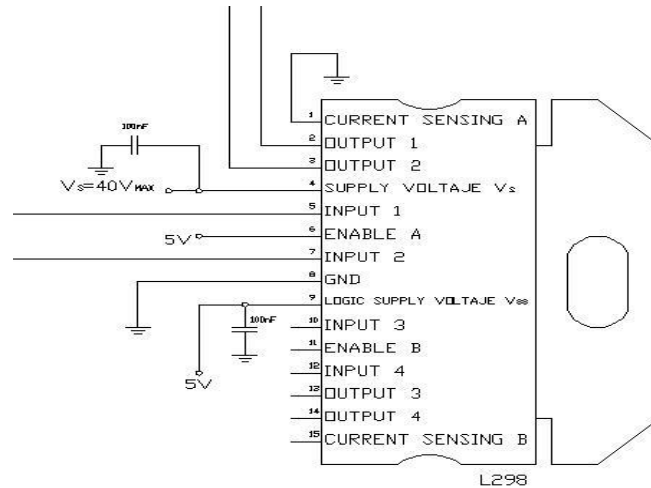 1 CURRENT SENSING A
100nF
2 OUTPUT 1
3 OUTPUT 2
Vs=40VMAX
4 SUPPLY VOLTAJE Vs
5 INPUT 1
5V
6 ENABLE A
7 INPUT 2
8 GND
9 LOGIC SUPPLY VOLTAJE Vss
100nF
10 INPUT 3
11 ENABLE B
12 INPUT 4
5V
13 OUTPUT 3
14 OUTPUT 4
15 CURRENT SENSING B
L298